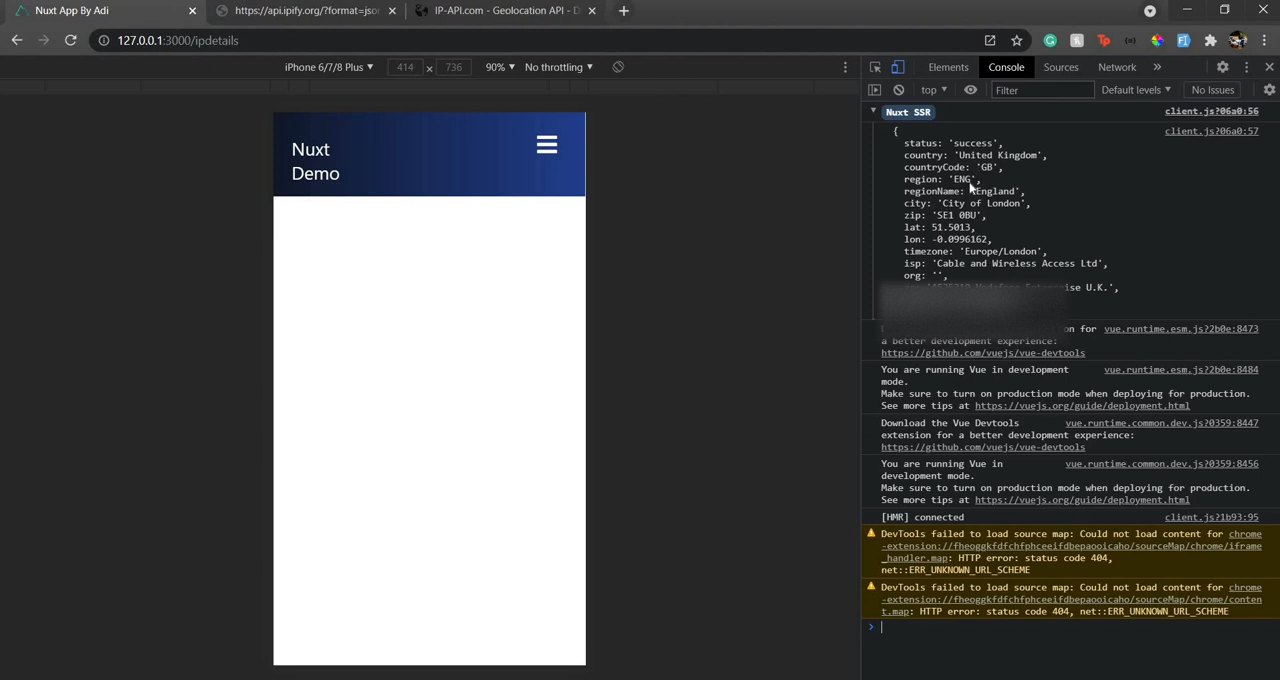 Nuxt App By Adi
https://api.ipify.org/?format=jso
IP-API.com - Geolocation API - D
127.0.0.1:3000/ipdetails
iPhone 6/7/8 Plus ▼ 414 × 736 90% ▼ No throttling ▼
Elements Console Sources Network »
top ▼ Filter Default levels ▼ No Issues
Nuxt SSR client.js?06a0:56
{ client.js?06a0:57
status: 'success',
country: 'United Kingdom',
countryCode: 'GB',
region: 'ENG',
regionName: 'England',
city: 'City of London',
zip: 'SE1 0BU',
lat: 51.5013,
lon: -0.0996162,
timezone: 'Europe/London',
isp: 'Cable and Wireless Access Ltd',
org: '',
U.K.',
on for vue.runtime.esm.js?2b0e:8473
a better development experience:
https://github.com/vuejs/vue-devtools
You are running Vue in development vue.runtime.esm.js?2b0e:8484
mode.
Make sure to turn on production mode when deploying for production.
See more tips at https://vuejs.org/guide/deployment.html
Download the Vue Devtools vue.runtime.common.dev.js?0359:8447
extension for a better development experience:
https://github.com/vuejs/vue-devtools
You are running Vue in vue.runtime.common.dev.js?0359:8456
development mode.
Make sure to turn on production mode when deploying for production.
See more tips at https://vuejs.org/guide/deployment.html
[HMR] connected client.js?1b93:95
DevTools failed to load source map: Could not load content for chrome
-extension://fheoggkfdfchfphceeifdbepaooicaho/sourceMap/chrome/iframe
_handler.map: HTTP error: status code 404,
net::ERR_UNKNOWN_URL_SCHEME
DevTools failed to load source map: Could not load content for chrome
-extension://fheoggkfdfchfphceeifdbepaooicaho/sourceMap/chrome/conten
t.map: HTTP error: status code 404, net::ERR_UNKNOWN_URL_SCHEME
Nuxt
Demo